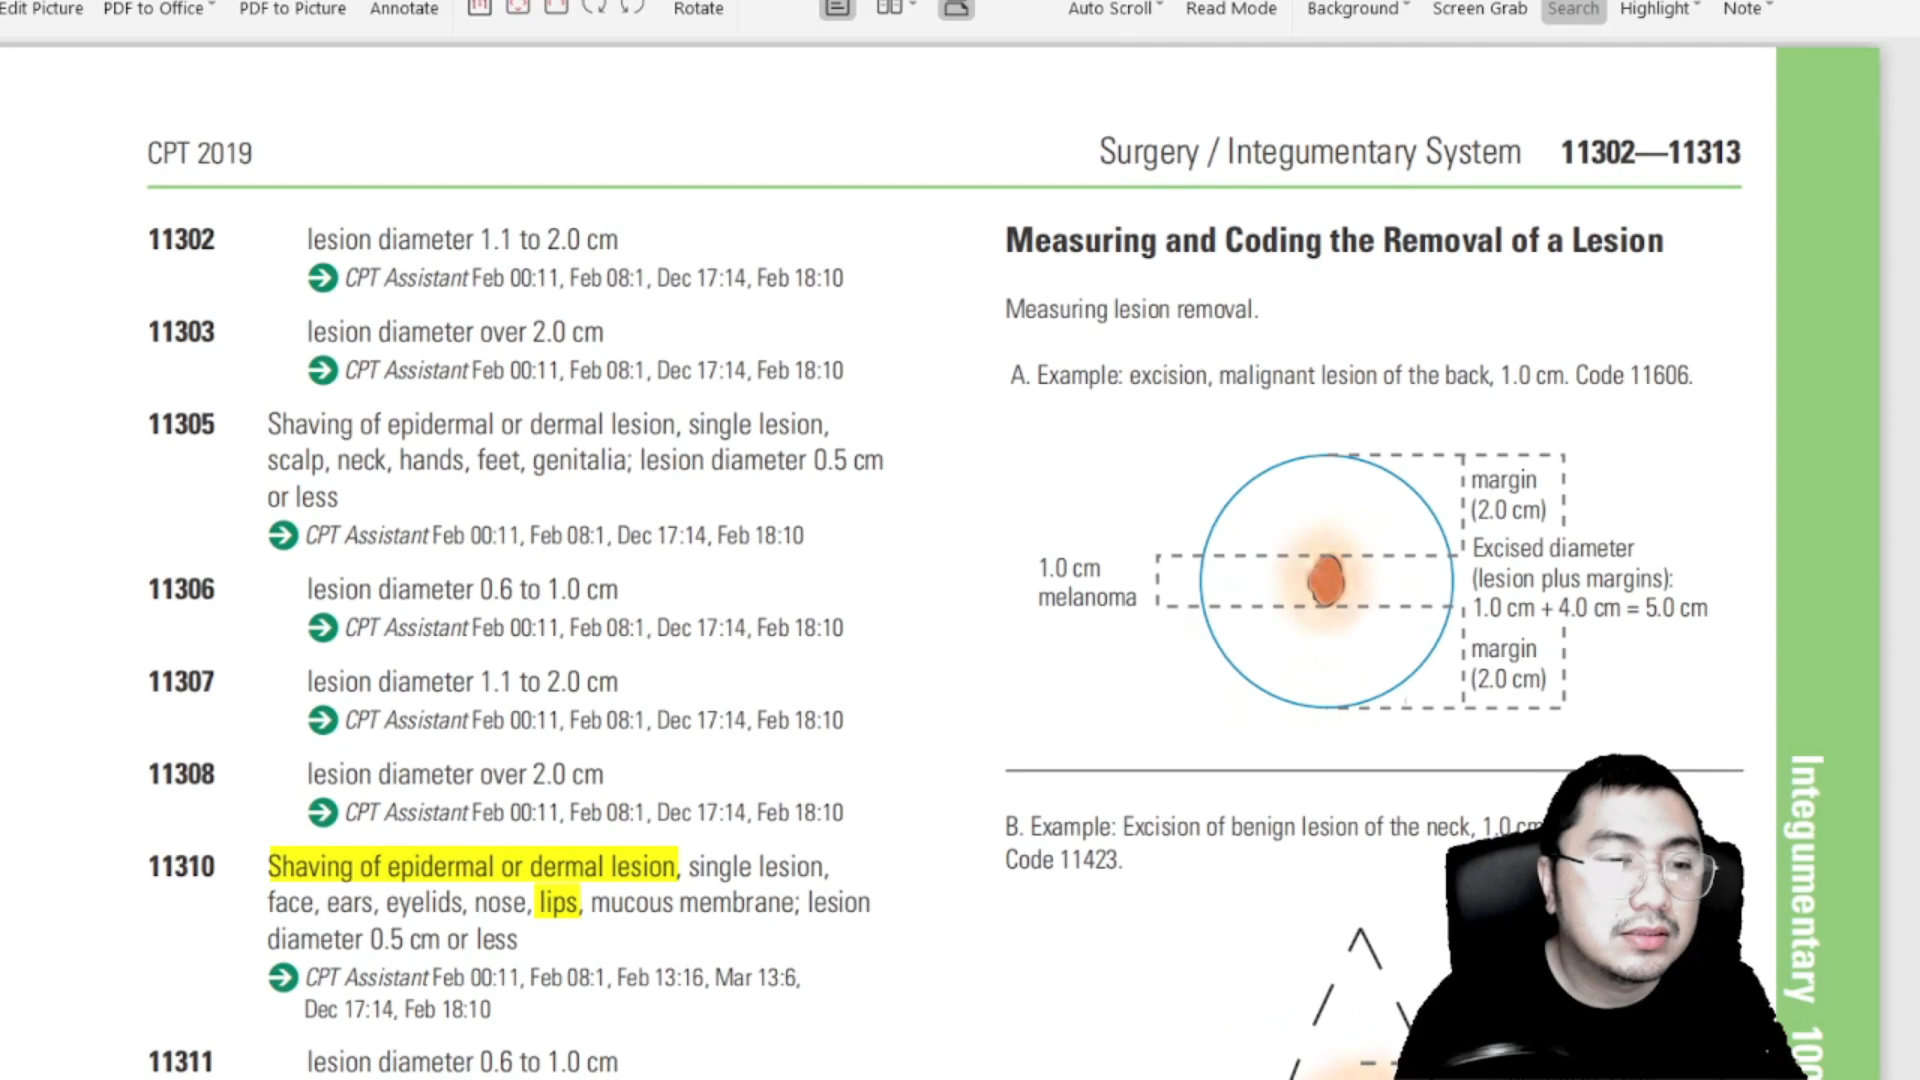 Edit Picture PDF to Office PDF to Picture Annotate Rotate Auto Scroll Read Mode Background Screen Grab Search Highlight Note
CPT 2019
Surgery / Integumentary System 11302—11313
11302 lesion diameter 1.1 to 2.0 cm
CPT Assistant Feb 00:11, Feb 08:1, Dec 17:14, Feb 18:10
11303 lesion diameter over 2.0 cm
CPT Assistant Feb 00:11, Feb 08:1, Dec 17:14, Feb 18:10
11305 Shaving of epidermal or dermal lesion, single lesion,
scalp, neck, hands, feet, genitalia; lesion diameter 0.5 cm
or less
CPT Assistant Feb 00:11, Feb 08:1, Dec 17:14, Feb 18:10
11306 lesion diameter 0.6 to 1.0 cm
CPT Assistant Feb 00:11, Feb 08:1, Dec 17:14, Feb 18:10
11307 lesion diameter 1.1 to 2.0 cm
CPT Assistant Feb 00:11, Feb 08:1, Dec 17:14, Feb 18:10
11308 lesion diameter over 2.0 cm
CPT Assistant Feb 00:11, Feb 08:1, Dec 17:14, Feb 18:10
11310 Shaving of epidermal or dermal lesion, single lesion,
face, ears, eyelids, nose, lips, mucous membrane; lesion
diameter 0.5 cm or less
CPT Assistant Feb 00:11, Feb 08:1, Feb 13:16, Mar 13:6,
Dec 17:14, Feb 18:10
11311 lesion diameter 0.6 to 1.0 cm
Measuring and Coding the Removal of a Lesion
Measuring lesion removal.
A. Example: excision, malignant lesion of the back, 1.0 cm. Code 11606.
1.0 cm
melanoma
margin
(2.0 cm)
Excised diameter
(lesion plus margins):
1.0 cm + 4.0 cm = 5.0 cm
margin
(2.0 cm)
B. Example: Excision of benign lesion of the neck, 1.0 cm
Code 11423.
Integumentary